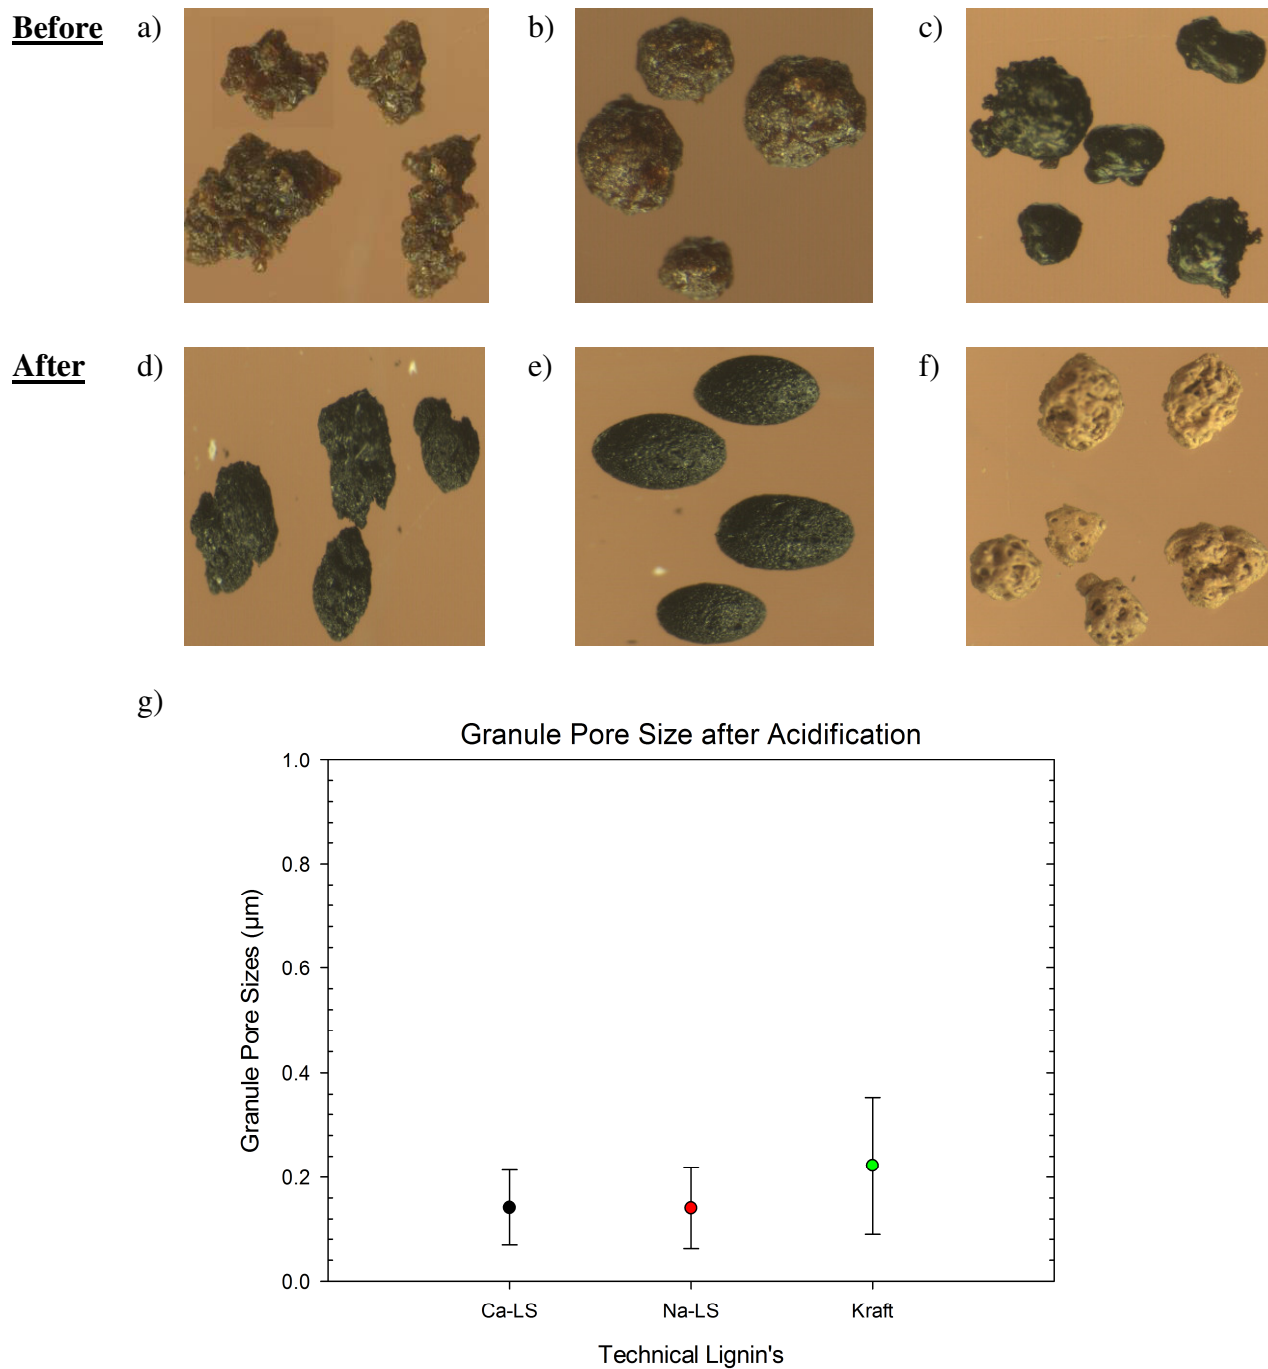 Before a) b) c)
After d) e) f)
g)
Granule Pore Size after Acidification
1.0
0.8
0.6
0.4
0.2
0.0
Granule Pore Sizes (µm)
Ca-LS Na-LS Kraft
Technical Lignin's